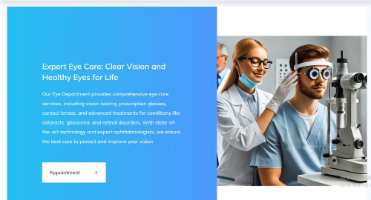 Expert Eye Care: Clear Vision and
Healthy Eyes for Life
Our Eye Department provides comprehensive eye care
services, including vision testing, prescription glasses,
contact lenses, and advanced treatments for conditions like
cataracts, glaucoma, and retinal disorders. With state-of-
the-art technology and expert ophthalmologists, we ensure
the best care to protect and improve your vision.
Appointment